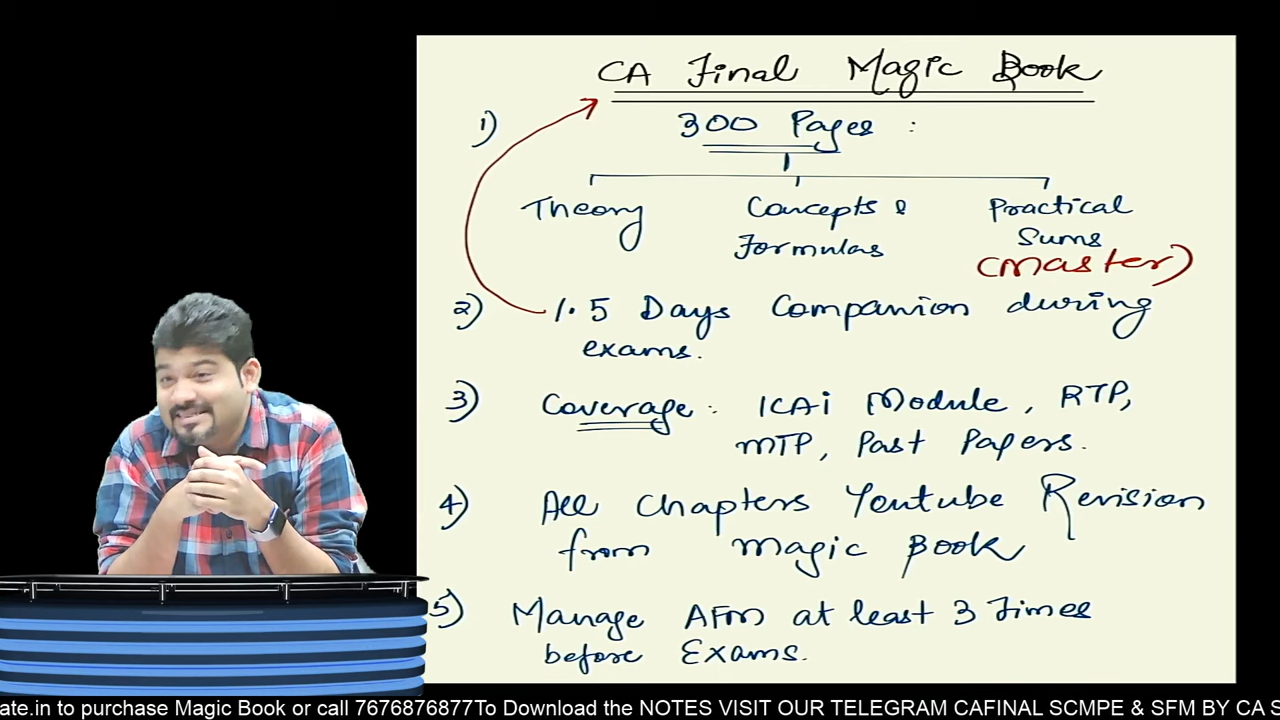 CA Final Magic Book
1) 300 Pages :
Theory Concepts & Practical
Formulas Sums
(Master)
2) 1.5 Days Companion during
exams.
3) Coverage : ICAi Module, RTP,
MTP, Past Papers.
4) All Chapters Youtube Revision
from Magic Book
5) Manage AFM at least 3 Times
before Exams.
ate.in to purchase Magic Book or call 7676876877To Download the NOTES VISIT OUR TELEGRAM CAFINAL SCMPE & SFM BY CA S